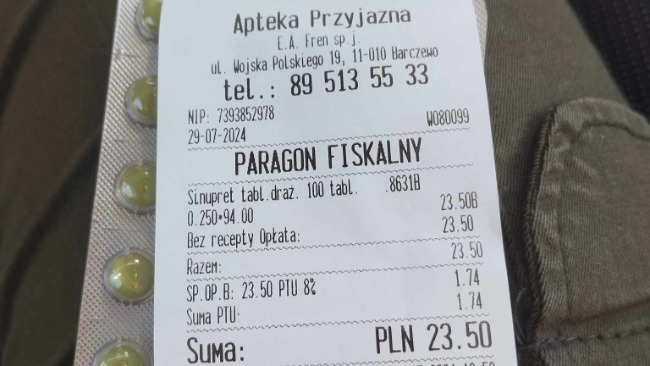 Apteka Przyjazna
E.A. Fren sp.j.
ul. Wojska Polskiego 19, 11-010 Barczewo
tel.: 89 513 55 33
NIP: 7393852978
29-07-2024 W080099
PARAGON FISKALNY
Sinupret tabl.draż. 100 tabl. .8631B
0.250*94.00 23.50B
Bez recepty Opłata: 23.50
Razem: 23.50
SP.OP.B: 23.50 PTU 8% 1.74
Suma PTU: 1.74
Suma: PLN 23.50